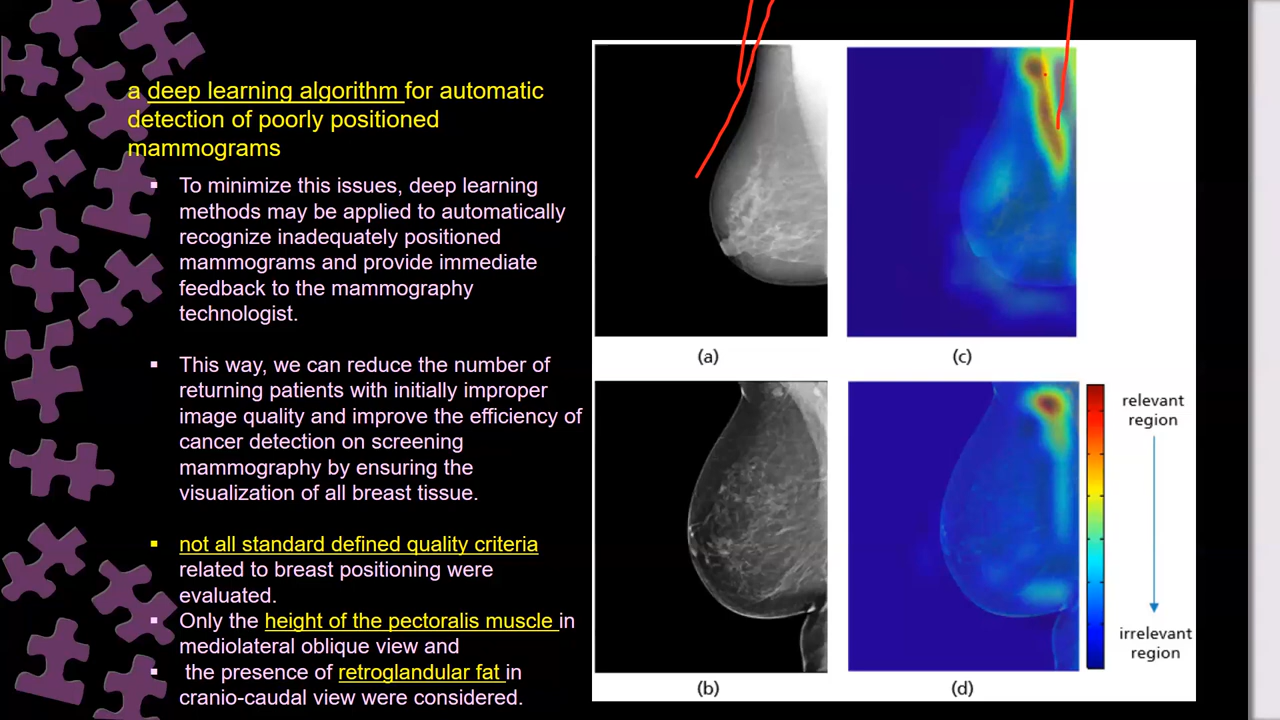 a deep learning algorithm for automatic
detection of poorly positioned
mammograms
▪ To minimize this issues, deep learning
methods may be applied to automatically
recognize inadequately positioned
mammograms and provide immediate
feedback to the mammography
technologist.
▪ This way, we can reduce the number of
returning patients with initially improper
image quality and improve the efficiency of
cancer detection on screening
mammography by ensuring the
visualization of all breast tissue.
▪ not all standard defined quality criteria
related to breast positioning were
evaluated.
▪ Only the height of the pectoralis muscle in
mediolateral oblique view and
▪ the presence of retroglandular fat in
cranio-caudal view were considered.
(a)
(c)
relevant
region
irrelevant
region
(b)
(d)